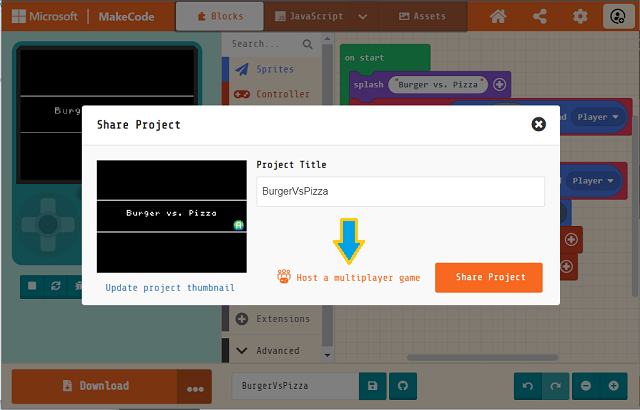 Microsoft
MakeCode
Blocks
JavaScript
Assets
Search...
Sprites
Controller
on start
splash "Burger vs. Pizza"
Player
Player
Share Project
Burger vs. Pizza
Update project thumbnail
Project Title
BurgerVsPizza
Host a multiplayer game
Share Project
Extensions
Advanced
Download
BurgerVsPizza